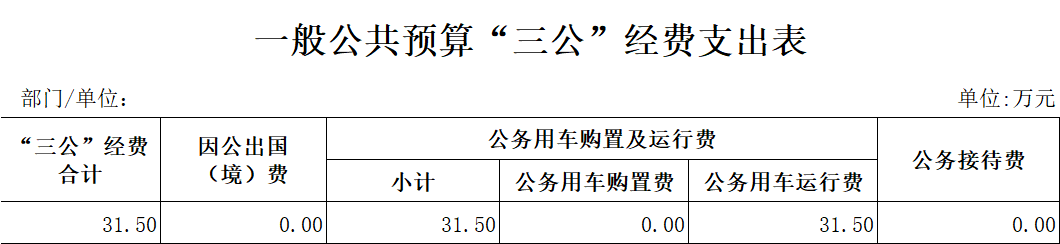 一般公共预算“三公”经费支出表
部门/单位： 单位:万元
“三公”经费合计 因公出国（境）费 公务用车购置及运行费 公务接待费
小计 公务用车购置费 公务用车运行费
31.50 0.00 31.50 0.00 31.50 0.00